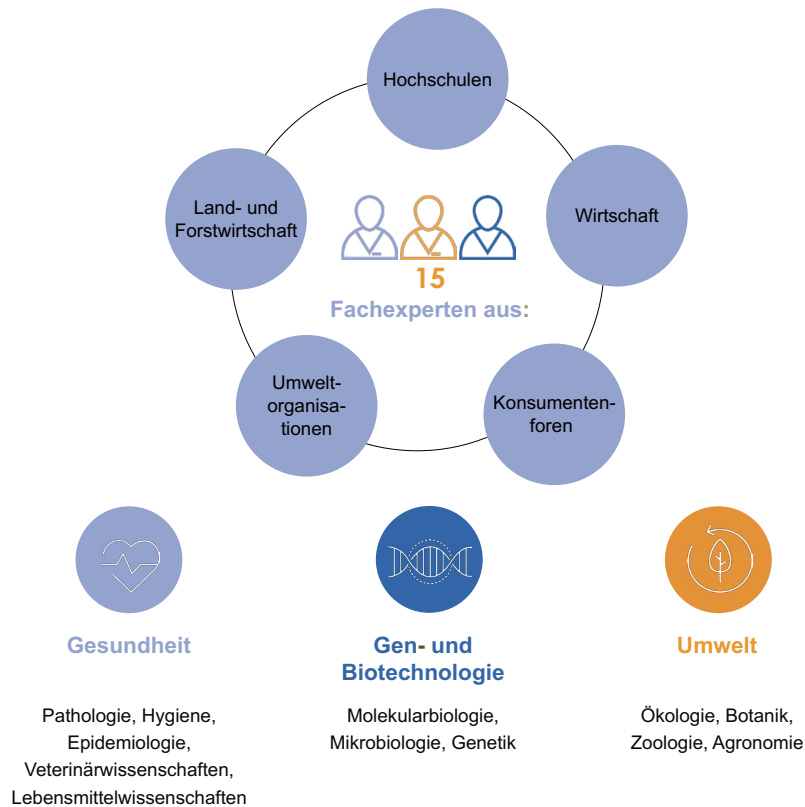 Hochschulen
Land- und
Forstwirtschaft
Wirtschaft
15
Fachexperten aus:
Umwelt-
organisa-
tionen
Konsumenten-
foren
Gesundheit
Pathologie, Hygiene,
Epidemiologie,
Veterinärwissenschaften,
Lebensmittelwissenschaften
Gen- und
Biotechnologie
Molekularbiologie,
Mikrobiologie, Genetik
Umwelt
Ökologie, Botanik,
Zoologie, Agronomie